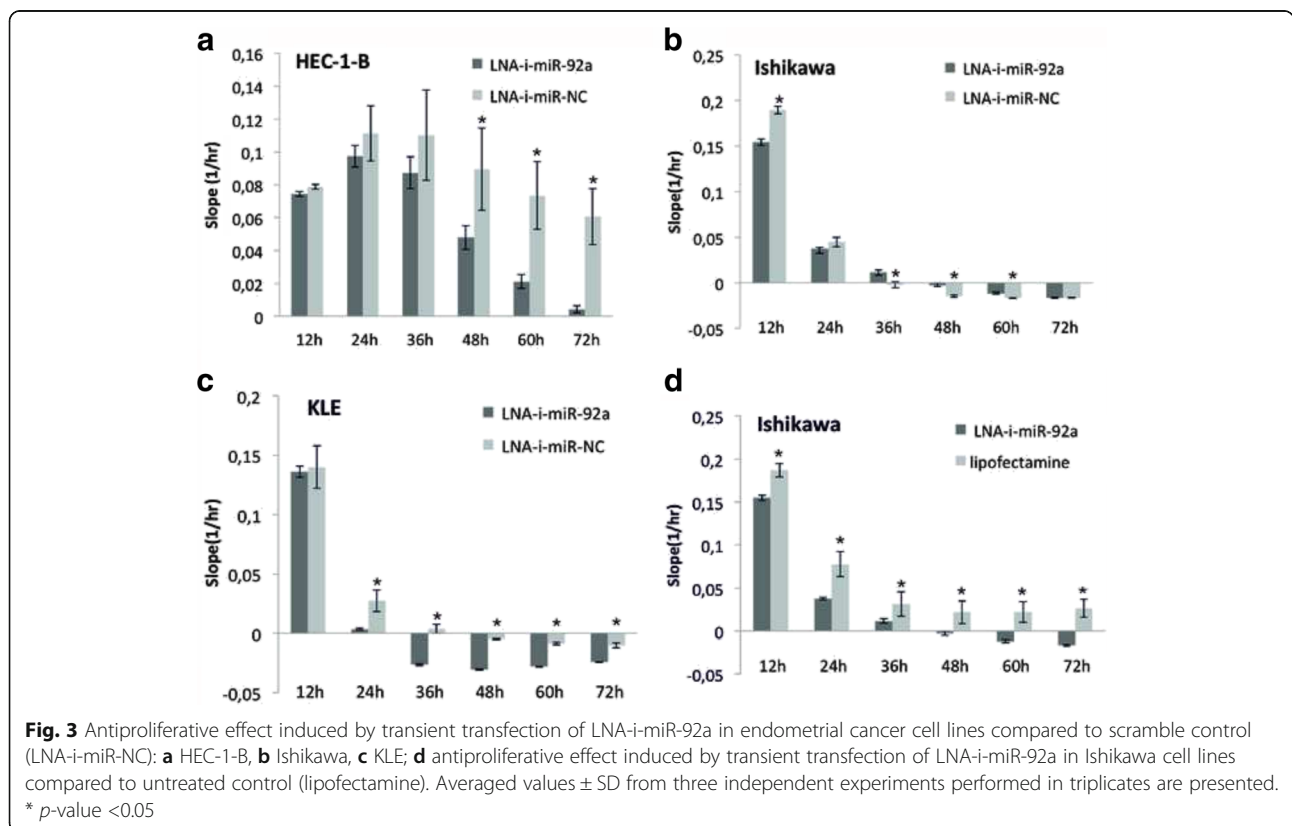 a
HEC-1-B
LNA-i-miR-92a
LNA-i-miR-NC
Slope (1/hr)
0,16
0,14
0,12
0,1
0,08
0,06
0,04
0,02
0
*
*
*
12h 24h 36h 48h 60h 72h
b
Ishikawa
LNA-i-miR-92a
LNA-i-miR-NC
Slope(1/hr)
0,25
0,2
0,15
0,1
0,05
0
-0,05
*
*
*
*
12h 24h 36h 48h 60h 72h
c
KLE
LNA-i-miR-92a
LNA-i-miR-NC
Slope(1/hr)
0,2
0,15
0,1
0,05
0
-0,05
*
*
*
*
*
12h 24h 36h 48h 60h 72h
d
Ishikawa
LNA-i-miR-92a
lipofectamine
Slope(1/hr)
0,25
0,2
0,15
0,1
0,05
0
-0,05
*
*
*
*
*
*
12h 24h 36h 48h 60h 72h
Fig. 3 Antiproliferative effect induced by transient transfection of LNA-i-miR-92a in endometrial cancer cell lines compared to scramble control
(LNA-i-miR-NC): a HEC-1-B, b Ishikawa, c KLE; d antiproliferative effect induced by transient transfection of LNA-i-miR-92a in Ishikawa cell lines
compared to untreated control (lipofectamine). Averaged values ± SD from three independent experiments performed in triplicates are presented.
* p-value <0.05